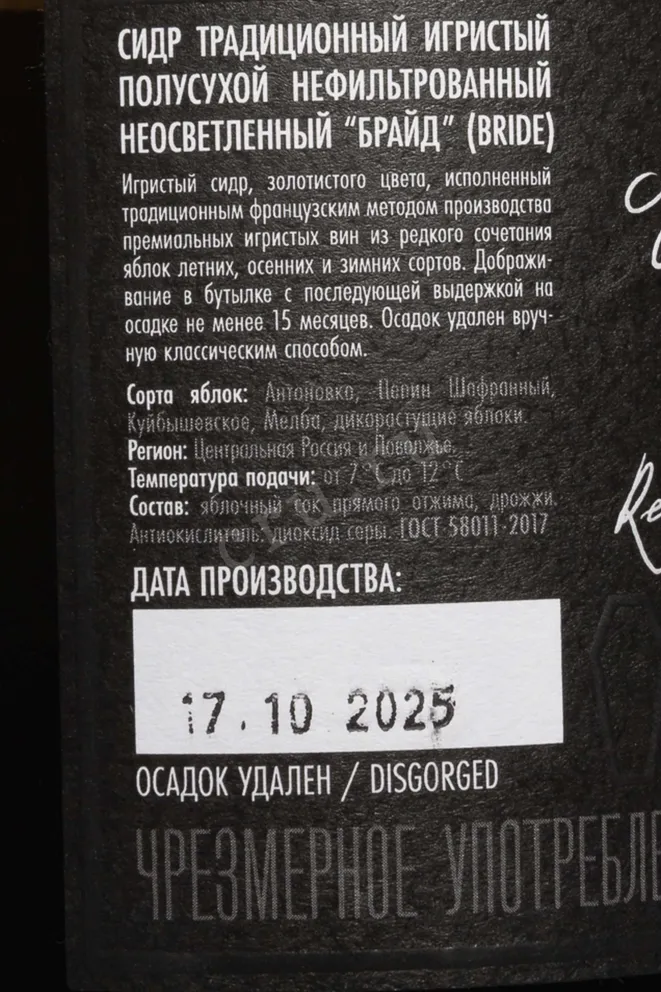 СИДР ТРАДИЦИОННЫЙ ИГРИСТЫЙ
ПОЛУСУХОЙ НЕФИЛЬТРОВАННЫЙ
НЕОСВЕТЛЕННЫЙ "БРАЙД" (BRIDE)
Игристый сидр, золотистого цвета, исполненный
традиционным французским методом производства
премиальных игристых вин из редкого сочетания
яблок летних, осенних и зимних сортов. Дображи-
вание в бутылке с последующей выдержкой на
осадке не менее 15 месяцев. Осадок удален вруч-
ную классическим способом.
Сорта яблок: Антоновка, Пепин Шафранный,
Куйбышевское, Мелба, дикорастущие яблоки.
Регион: Центральная Россия и Поволжье.
Температура подачи: от 7 °С до 12 °С
Состав: яблочный сок прямого отжима, дрожжи.
Антиокислитель: диоксид серы. ГОСТ 58011-2017
ДАТА ПРОИЗВОДСТВА:
17.10 2025
ОСАДОК УДАЛЕН / DISGORGED
ЧРЕЗМЕРНОЕ УПОТРЕБЛЕ